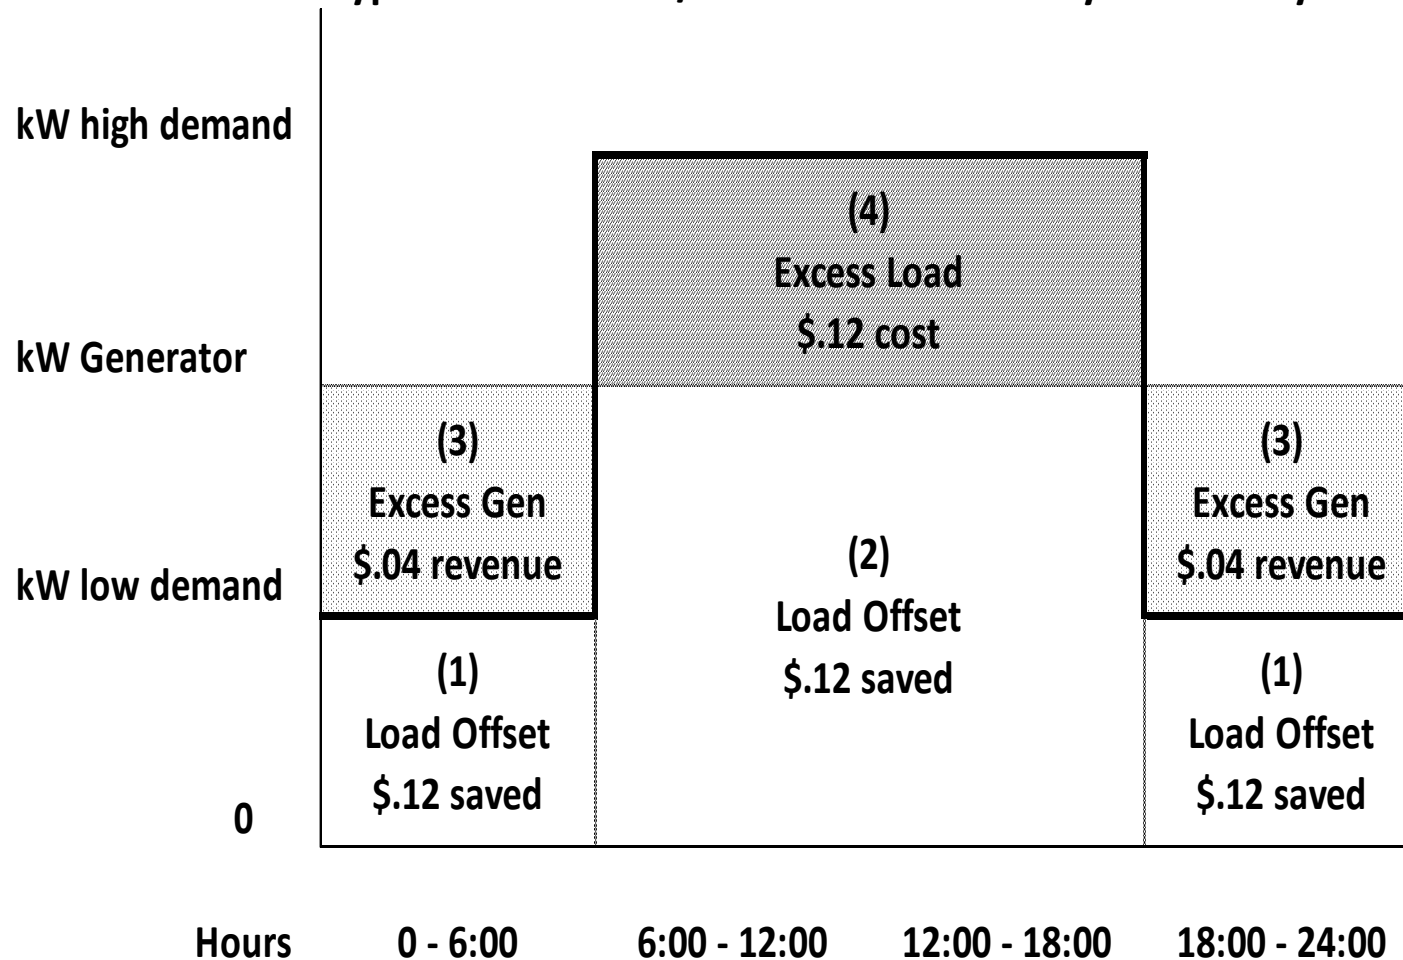 kW high demand
(4)
Excess Load
$.12 cost
kW Generator
(3)
Excess Gen
$.04 revenue
(3)
Excess Gen
$.04 revenue
kW low demand
(2)
Load Offset
$.12 saved
(1)
Load Offset
$.12 saved
(1)
Load Offset
$.12 saved
0
Hours 0 - 6:00 6:00 - 12:00 12:00 - 18:00 18:00 - 24:00